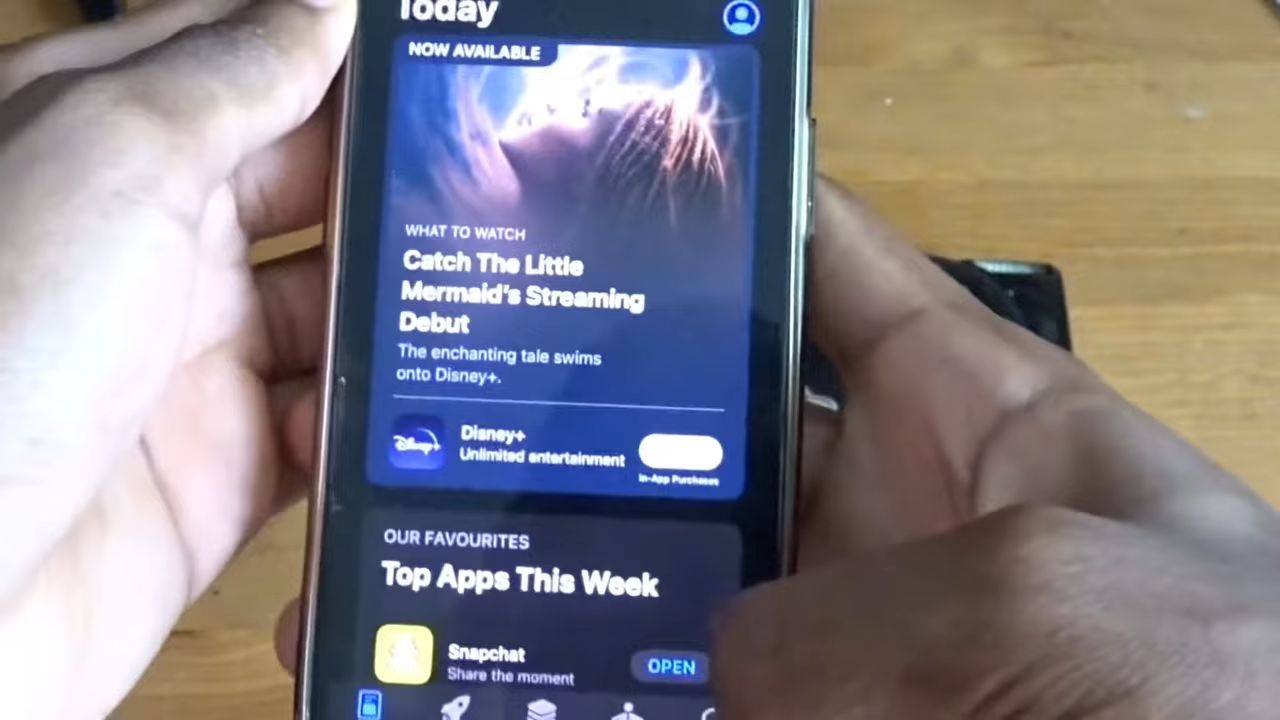 Today
NOW AVAILABLE
WHAT TO WATCH
Catch The Little
Mermaid's Streaming
Debut
The enchanting tale swims
onto Disney+.
Disney+
Disney+
Unlimited entertainment
In-App Purchases
OUR FAVOURITES
Top Apps This Week
Snapchat
Share the moment
OPEN